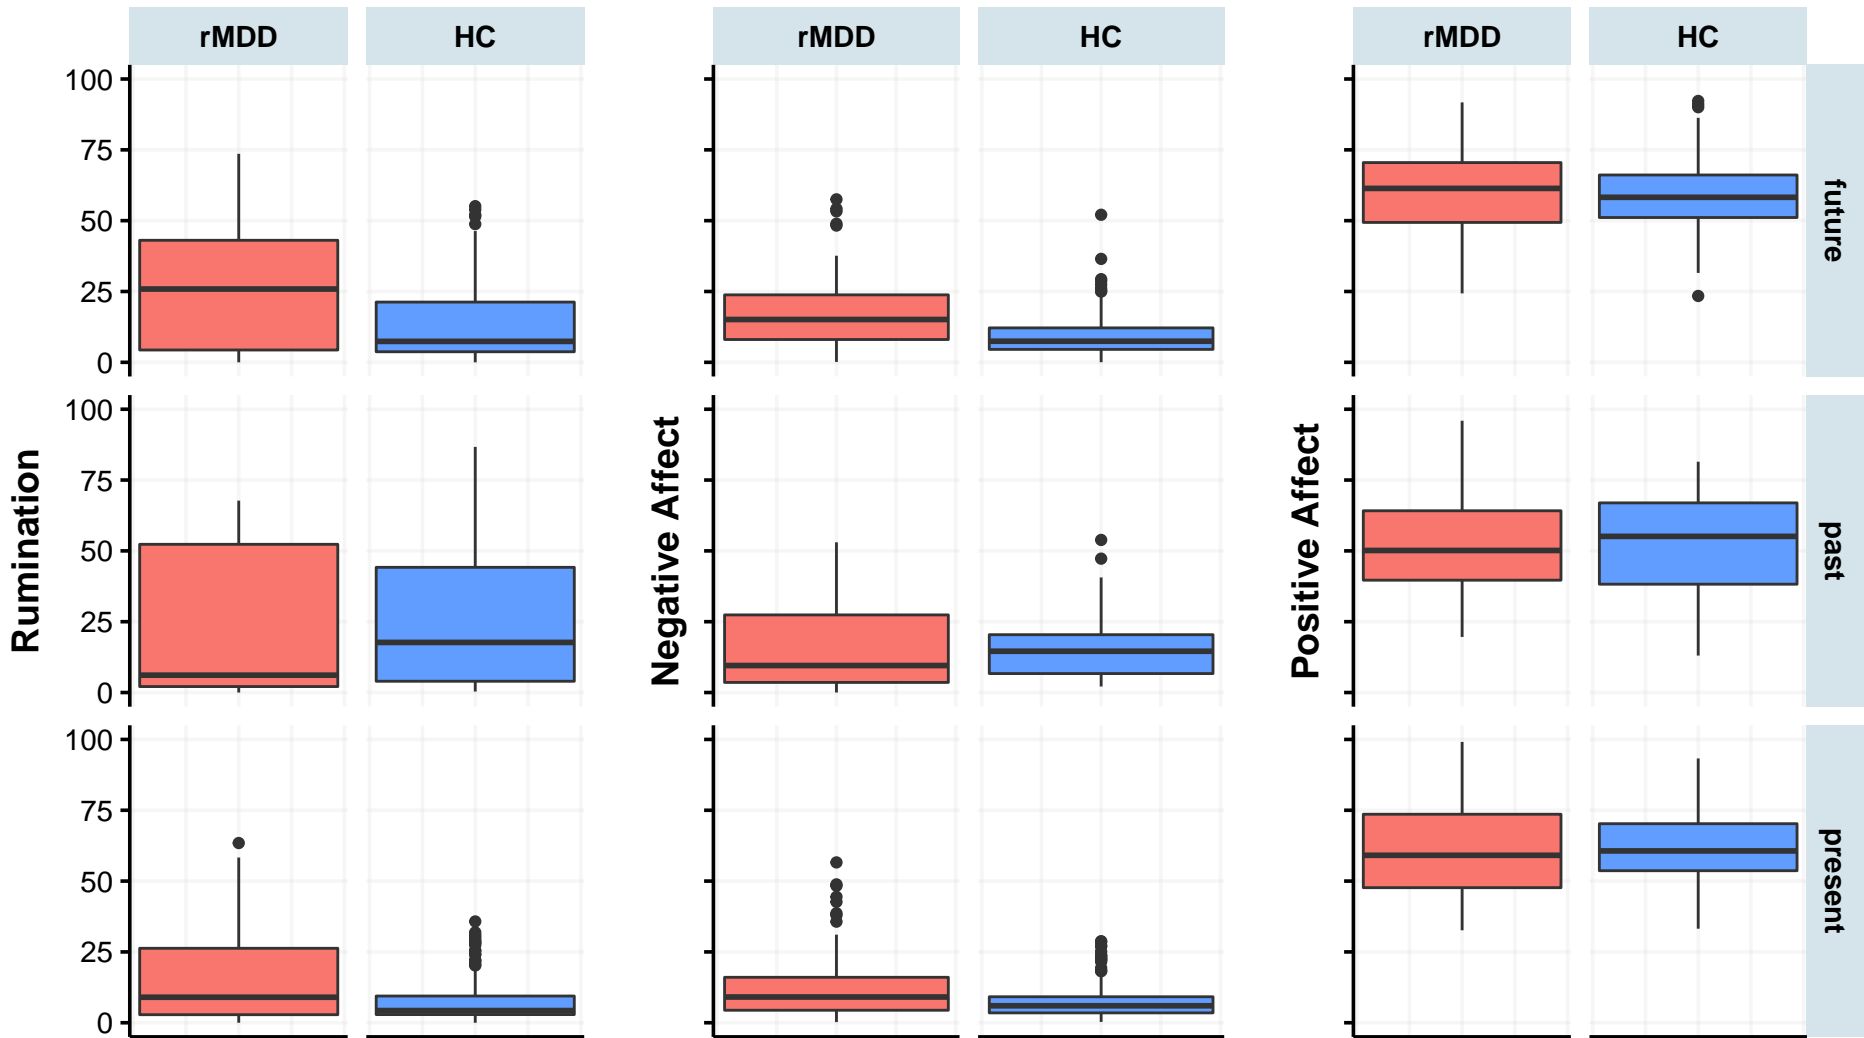 rMDD HC rMDD HC rMDD HC
100
75
50
25
0
future
100
75
50
25
0
past
100
75
50
25
0
present
Rumination
Negative Affect
Positive Affect